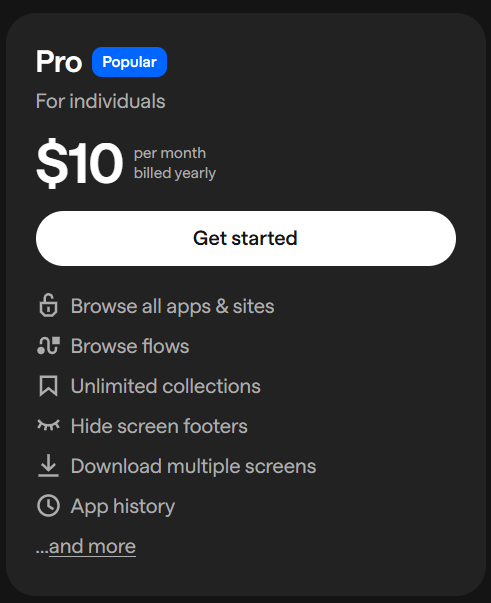 Pro
Popular
For individuals
$10
per month
billed yearly
Get started
Browse all apps & sites
Browse flows
Unlimited collections
Hide screen footers
Download multiple screens
App history
...and more